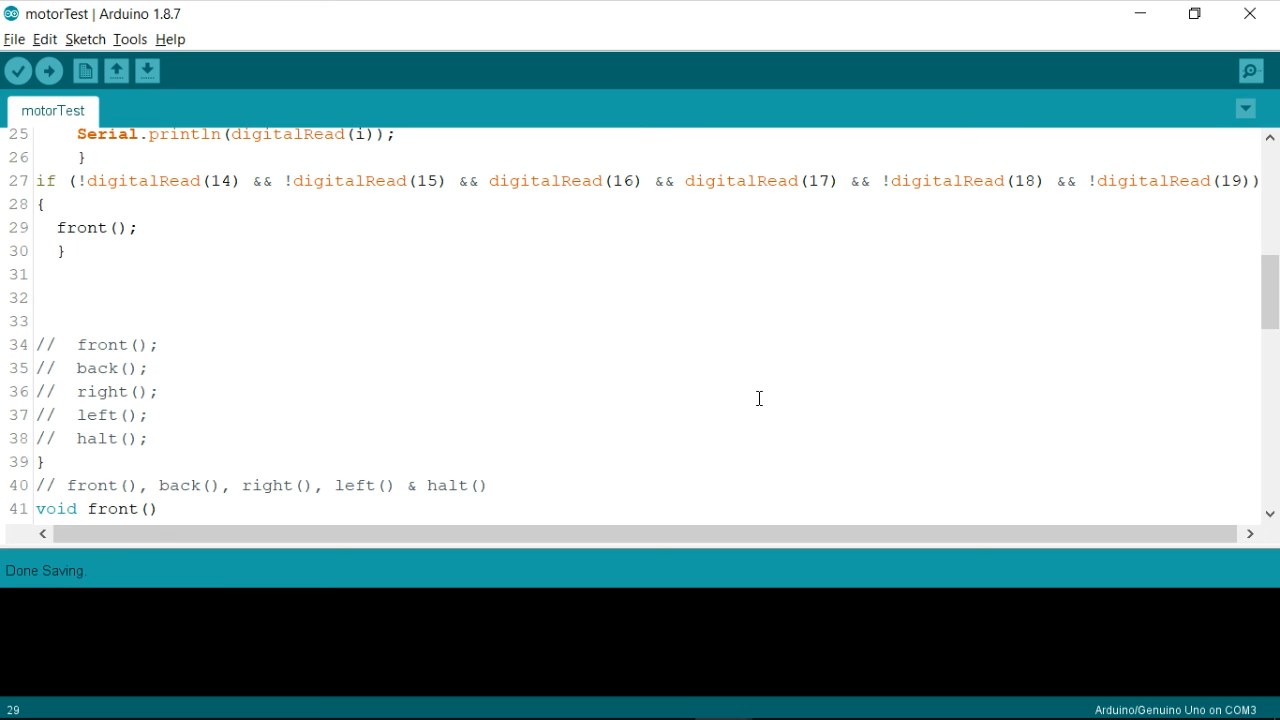 motorTest | Arduino 1.8.7
File Edit Sketch Tools Help
motorTest
25 Serial.println(digitalRead(i));
26 }
27 if (!digitalRead(14) && !digitalRead(15) && digitalRead(16) && digitalRead(17) && !digitalRead(18) && !digitalRead(19))
28 {
29 front();
30 }
31
32
33
34 // front();
35 // back();
36 // right();
37 // left();
38 // halt();
39 }
40 // front(), back(), right(), left() & halt()
41 void front()
Done Saving.
29 Arduino/Genuino Uno on COM3